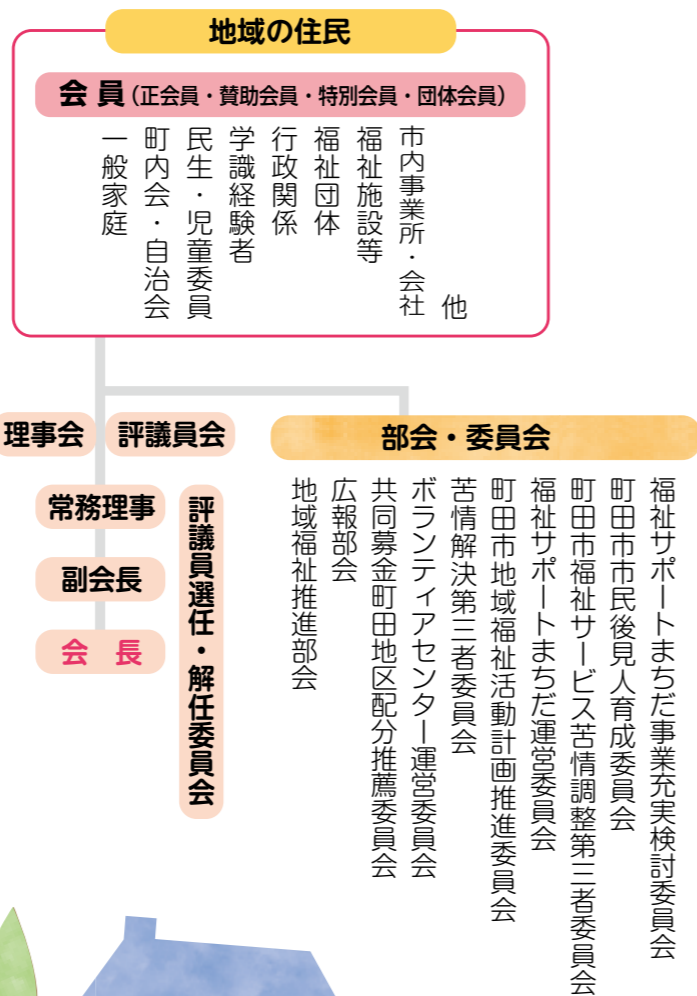 地域の住民
会 員(正会員・賛助会員・特別会員・団体会員)
一般家庭
町内会・自治会
民生・児童委員
学識経験者
行政関係
福祉団体
福祉施設等
市内事業所・会社
他
理事会
評議員会
常務理事
副会長
会 長
評議員選任・解任委員会
部会・委員会
地域福祉推進部会
広報部会
共同募金町田地区配分推薦委員会
ボランティアセンター運営委員会
苦情解決第三者委員会
町田市地域福祉活動計画推進委員会
福祉サポートまちだ運営委員会
町田市福祉サービス苦情調整第三者委員会
町田市市民後見人育成委員会
福祉サポートまちだ事業充実検討委員会